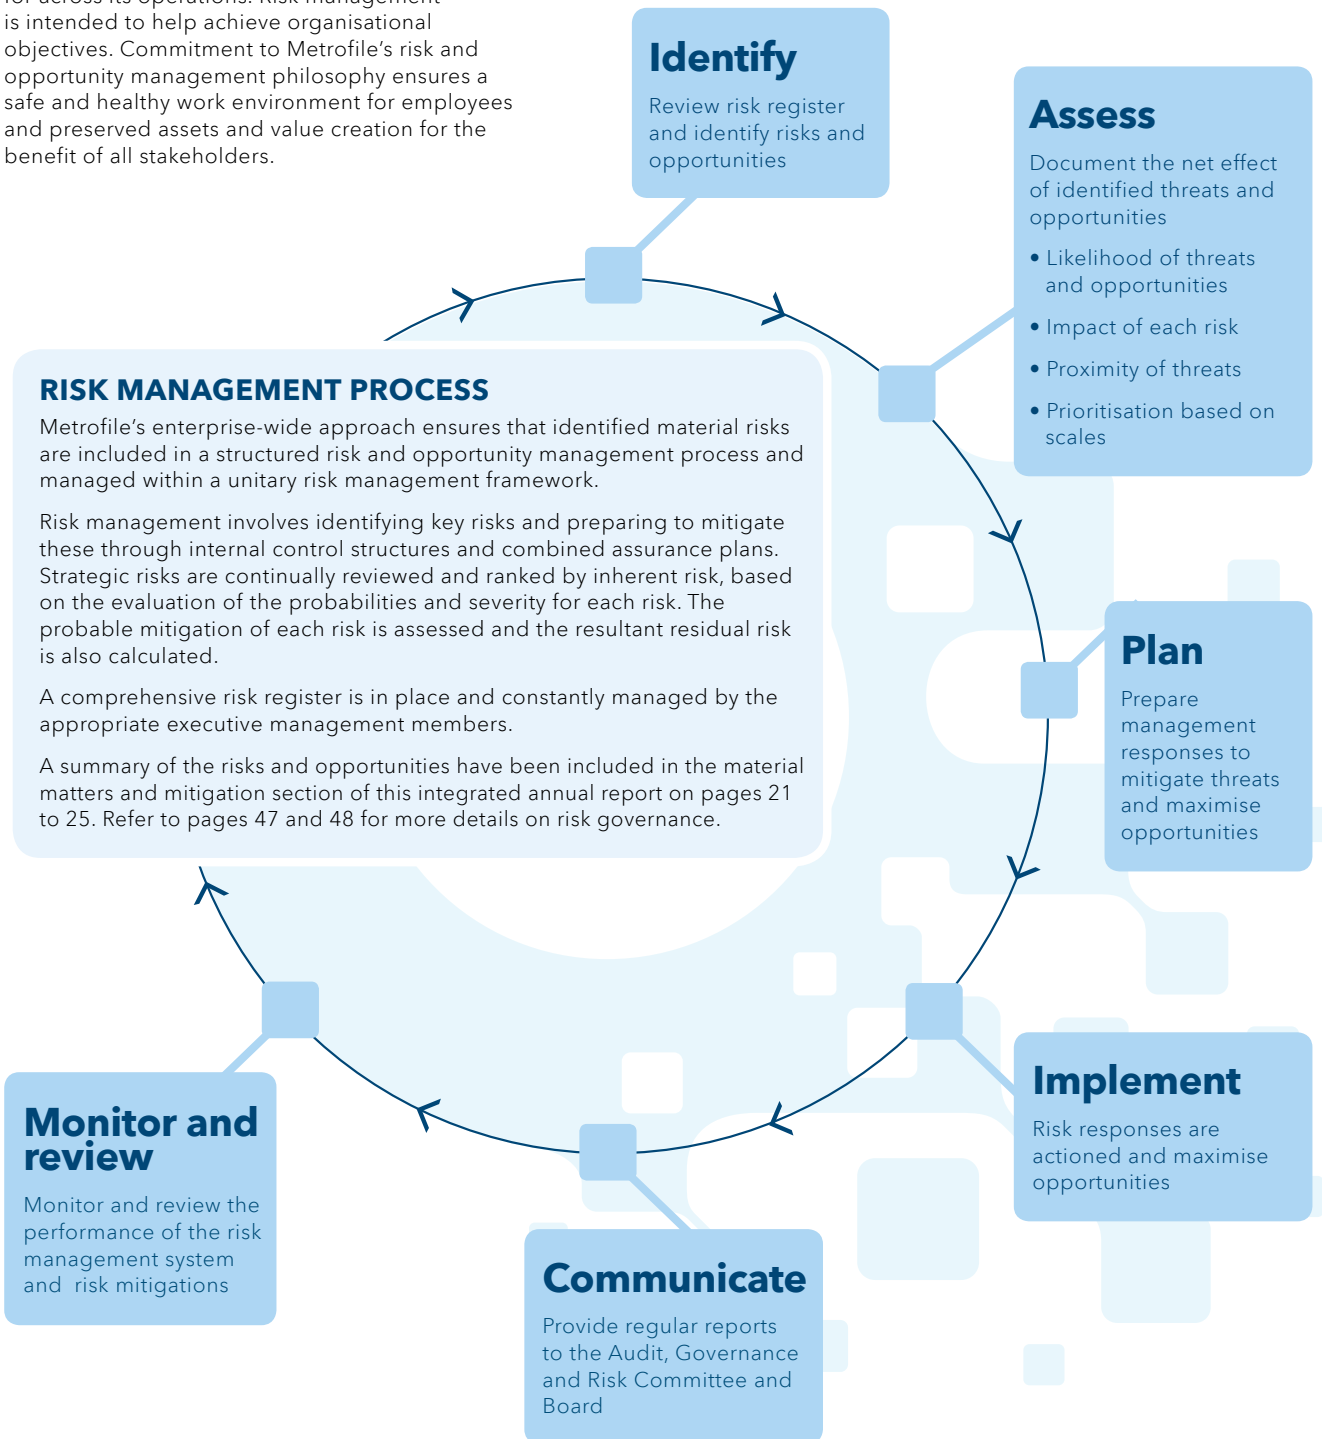 for across its operations. Risk management
is intended to help achieve organisational
objectives. Commitment to Metrofile’s risk and
opportunity management philosophy ensures a
safe and healthy work environment for employees
and preserved assets and value creation for the
benefit of all stakeholders.
Identify
Review risk register
and identify risks and
opportunities
Assess
Document the net effect
of identified threats and
opportunities
• Likelihood of threats
and opportunities
• Impact of each risk
• Proximity of threats
• Prioritisation based on
scales
RISK MANAGEMENT PROCESS
Metrofile’s enterprise-wide approach ensures that identified material risks
are included in a structured risk and opportunity management process and
managed within a unitary risk management framework.
Risk management involves identifying key risks and preparing to mitigate
these through internal control structures and combined assurance plans.
Strategic risks are continually reviewed and ranked by inherent risk, based
on the evaluation of the probabilities and severity for each risk. The
probable mitigation of each risk is assessed and the resultant residual risk
is also calculated.
A comprehensive risk register is in place and constantly managed by the
appropriate executive management members.
A summary of the risks and opportunities have been included in the material
matters and mitigation section of this integrated annual report on pages 21
to 25. Refer to pages 47 and 48 for more details on risk governance.
Plan
Prepare
management
responses to
mitigate threats
and maximise
opportunities
Implement
Risk responses are
actioned and maximise
opportunities
Communicate
Provide regular reports
to the Audit, Governance
and Risk Committee and
Board
Monitor and
review
Monitor and review the
performance of the risk
management system
and  risk mitigations